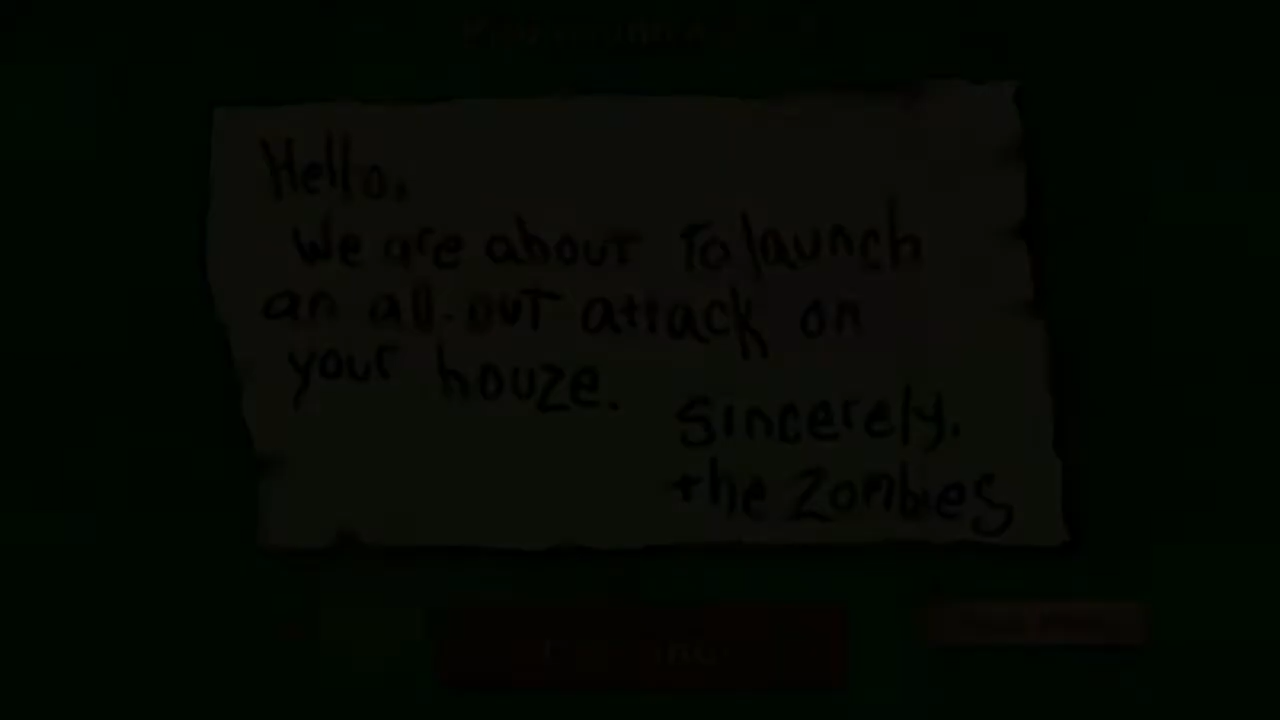 Hello,
We are about to launch
an all-out attack on
your houze.
Sincerely,
the Zombies